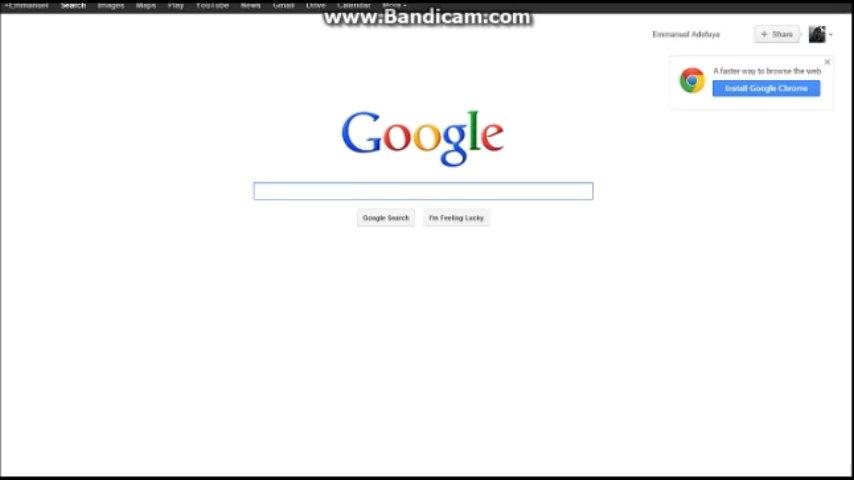 +Emmanuel Search Images Maps Play YouTube News Gmail Drive Calendar More
www.Bandicam.com
Emmanuel Adefuye + Share
A faster way to browse the web
Install Google Chrome
Google
Google Search I'm Feeling Lucky